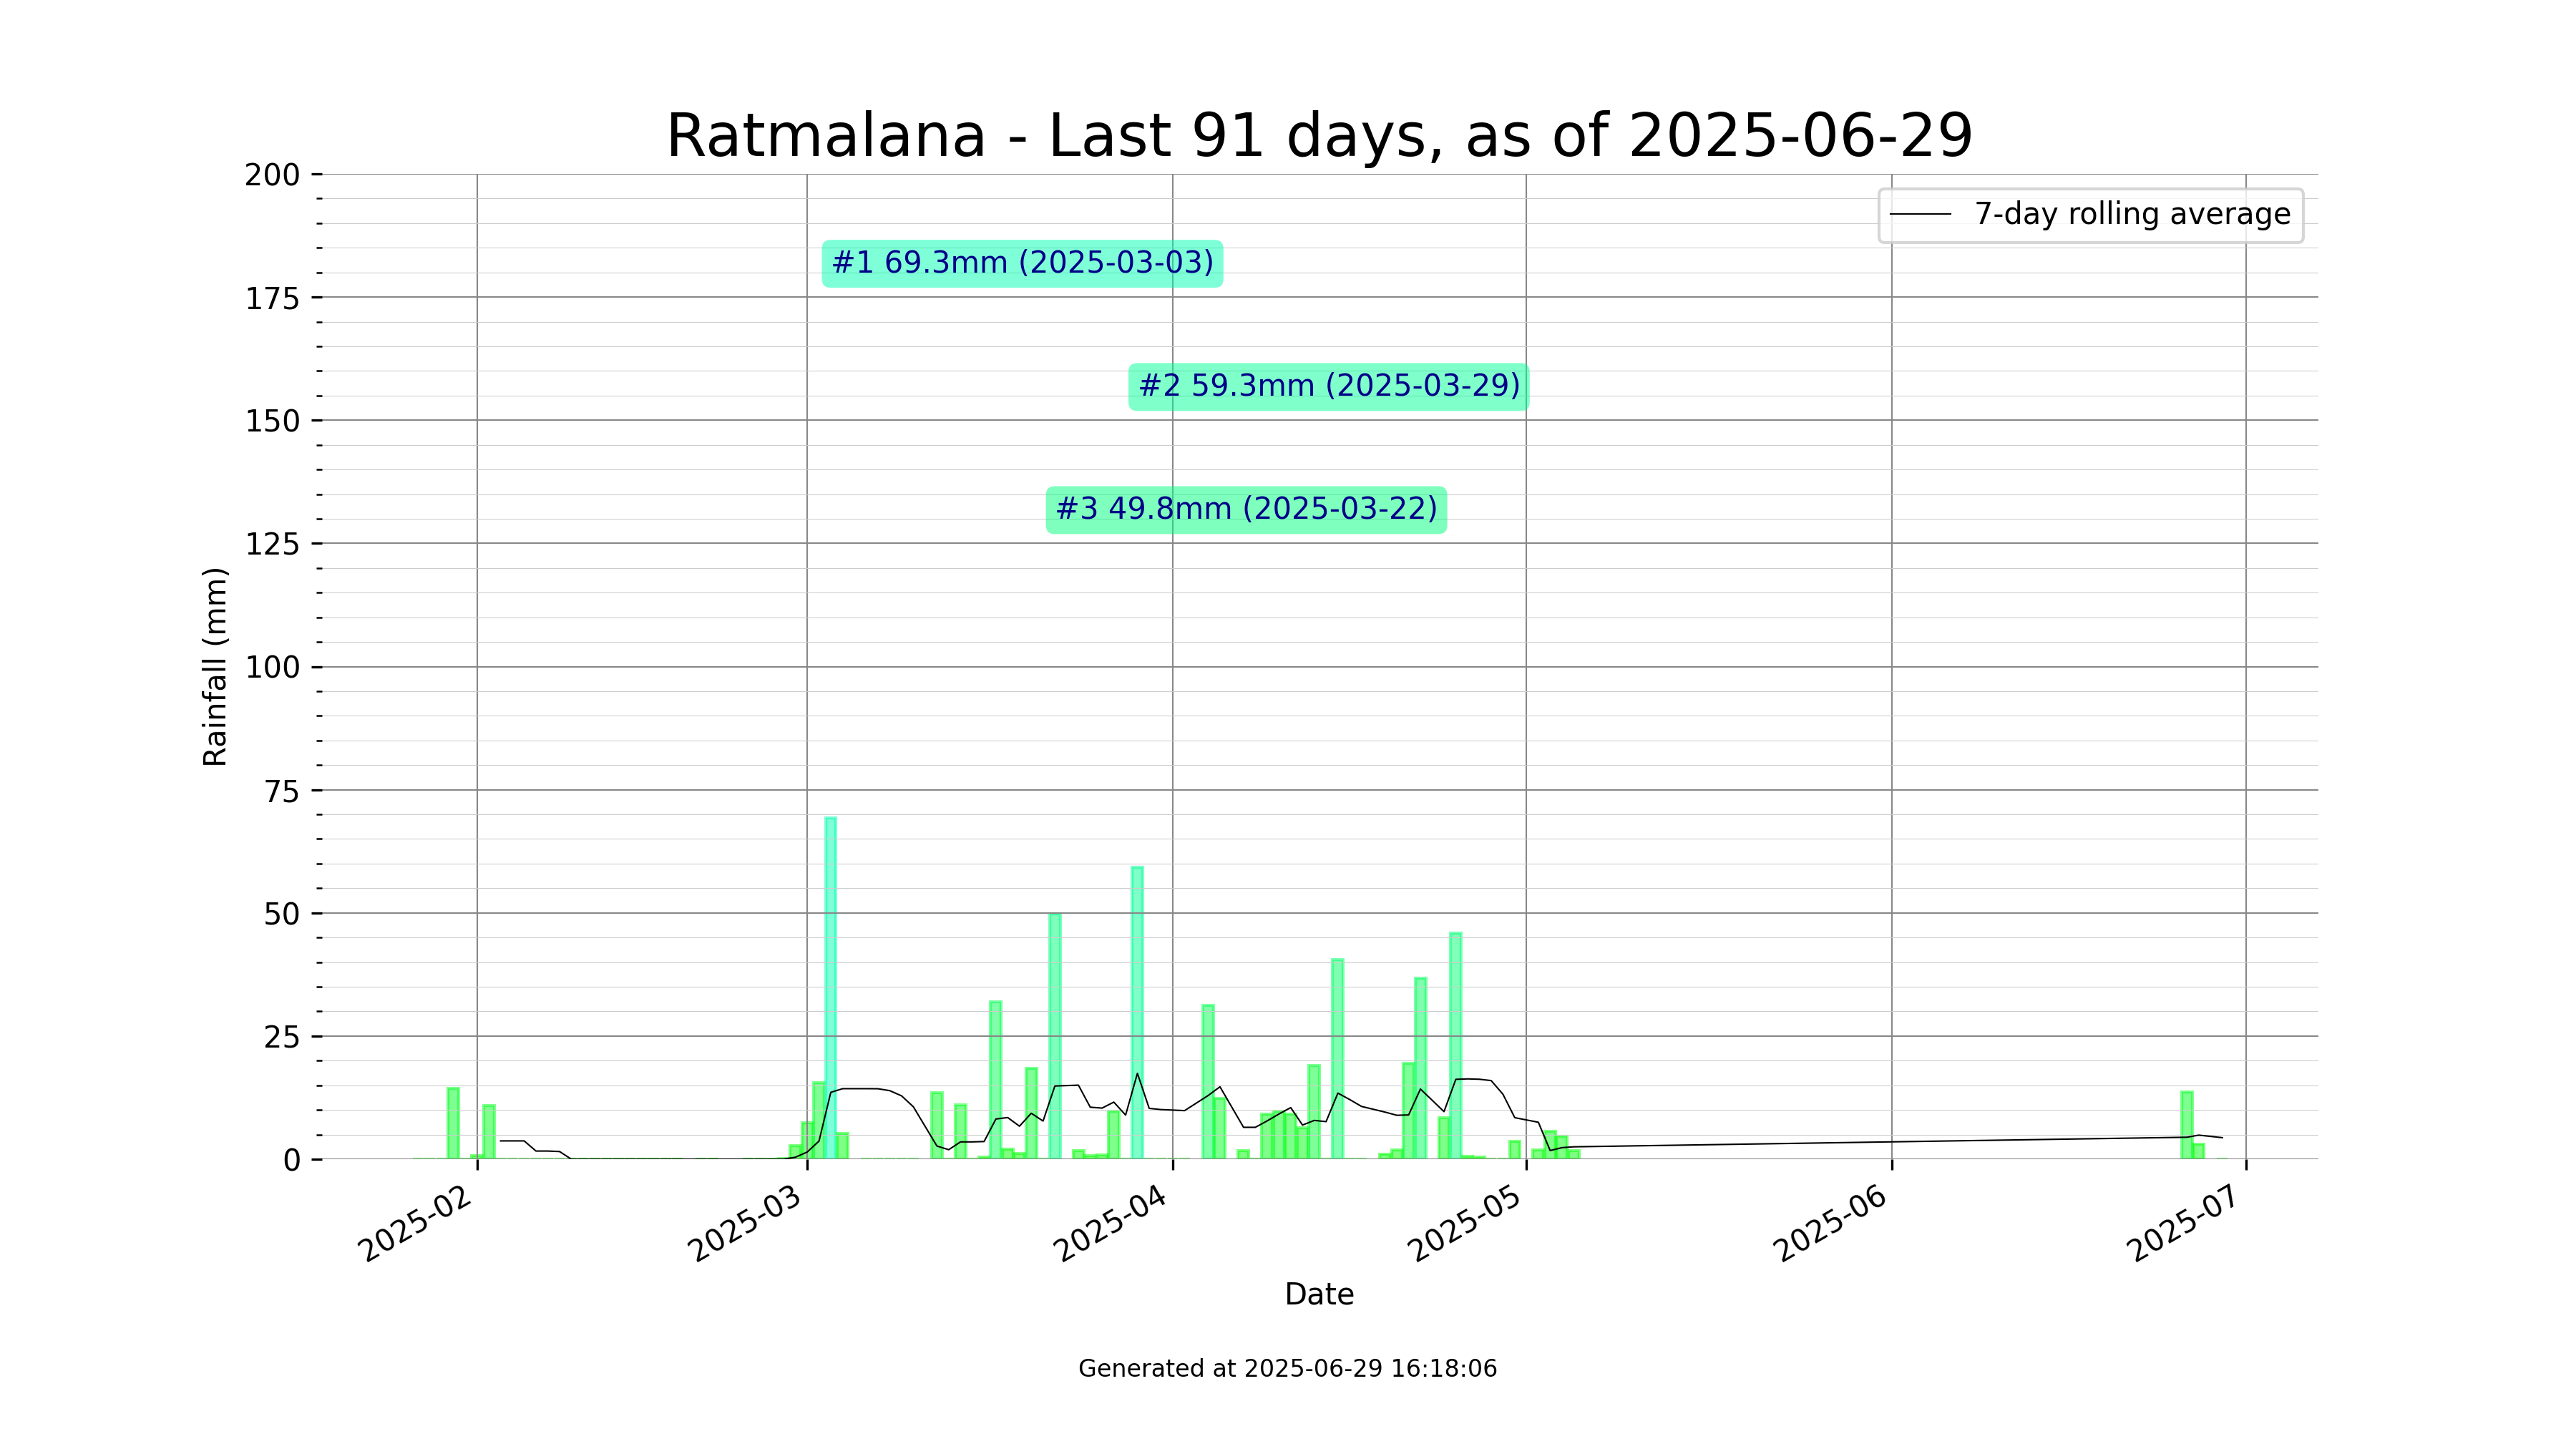 Ratmalana - Last 91 days, as of 2025-06-29
200
175
150
125
100
75
50
25
0
Rainfall (mm)
7-day rolling average
#1 69.3mm (2025-03-03)
#2 59.3mm (2025-03-29)
#3 49.8mm (2025-03-22)
2025-02
2025-03
2025-04
2025-05
2025-06
2025-07
Date
Generated at 2025-06-29 16:18:06